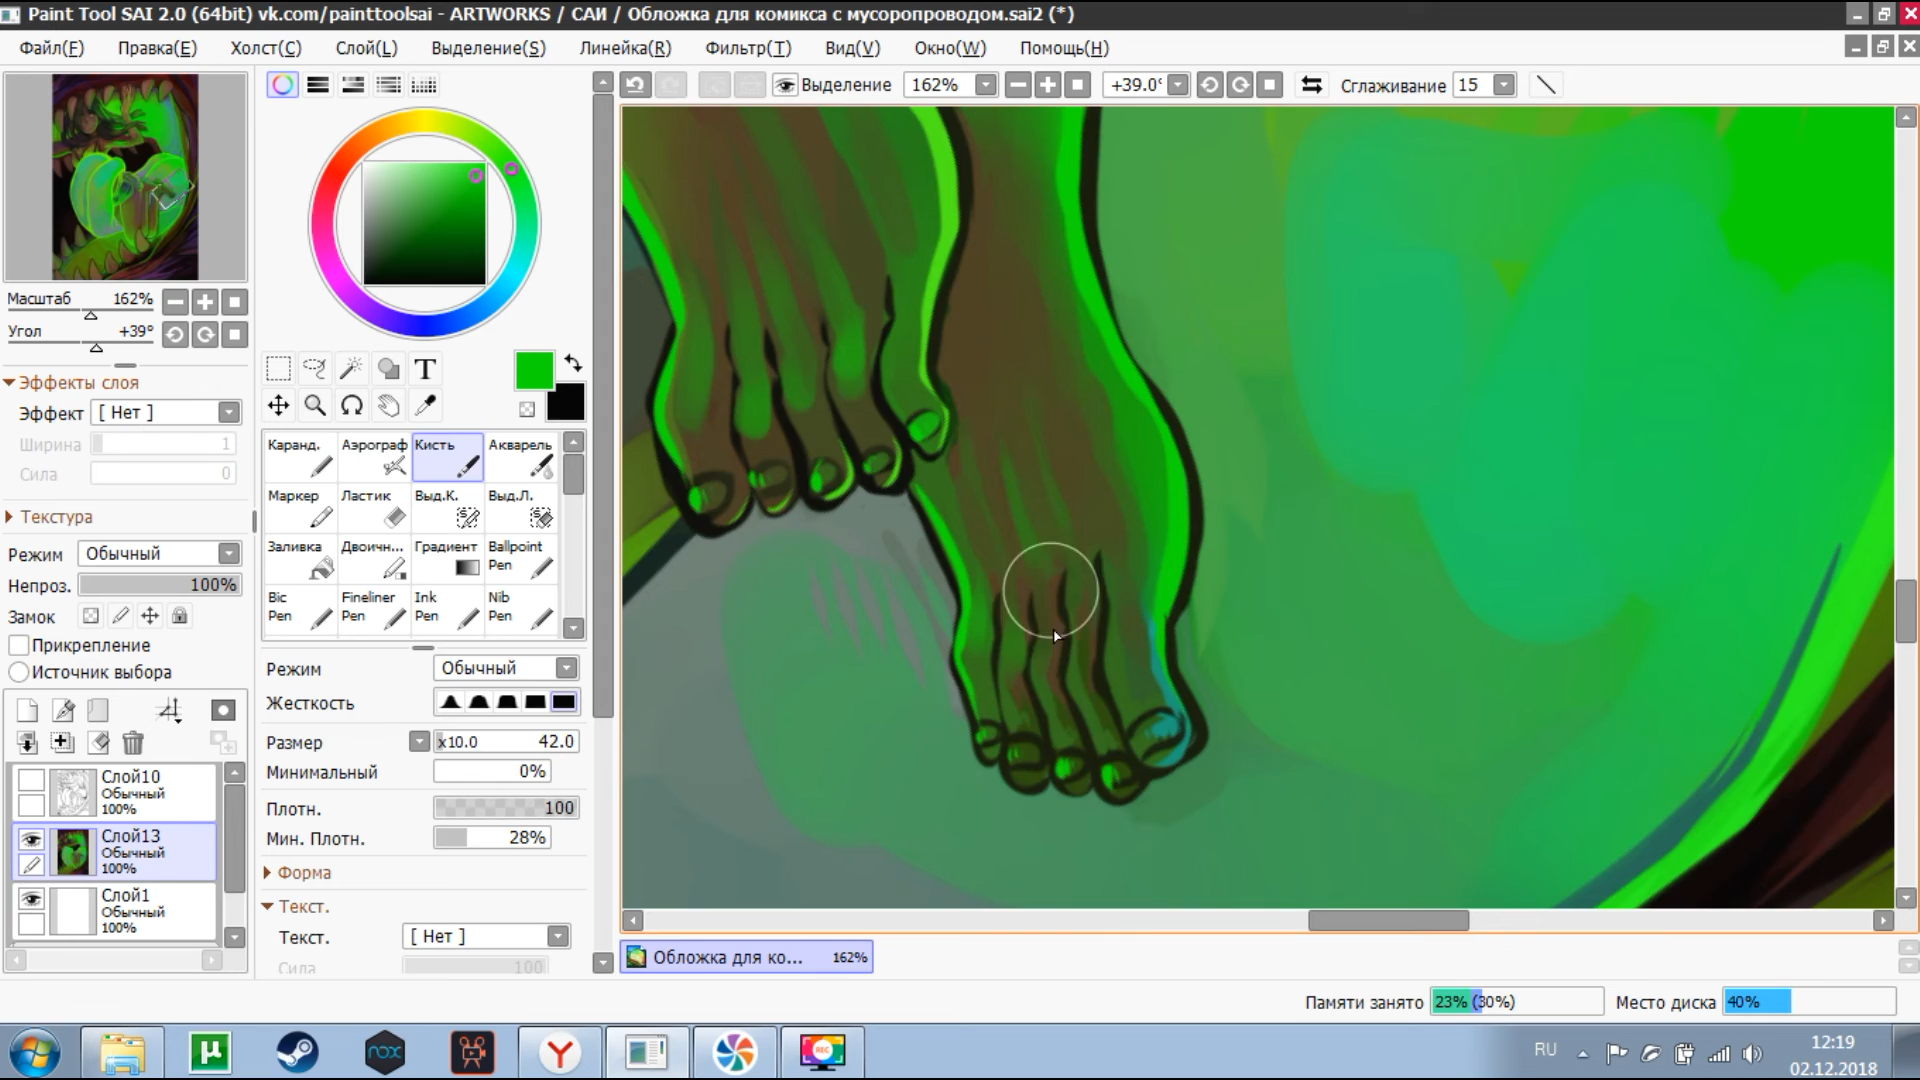 Paint Tool SAI 2.0 (64bit) vk.com/painttoolsai - ARTWORKS / САИ / Обложка для комикса с мусоропроводом.sai2 (*)
Файл(F) Правка(E) Холст(C) Слой(L) Выделение(S) Линейка(R) Фильтр(T) Вид(V) Окно(W) Помощь(H)
Выделение 162% +39.0° Сглаживание 15
Масштаб 162%
Угол +39°
Эффекты слоя
Эффект [ Нет ]
Ширина 1
Сила 0
Текстура
Режим Обычный
Непроз. 100%
Замок
Прикрепление
Источник выбора
Слой10
Обычный
100%
Слой13
Обычный
100%
Слой1
Обычный
100%
T
Каранд. Аэрограф Кисть Акварель
Маркер Ластик Выд.К. Выд.Л.
Заливка Двоичн... Градиент Ballpoint Pen
Bic Pen Fineliner Pen Ink Pen Nib Pen
Режим Обычный
Жесткость
Размер x10.0 42.0
Минимальный 0%
Плотн. 100
Мин. Плотн. 28%
Форма
Текст.
Текст. [ Нет ]
Сила 100
Обложка для ко... 162%
Памяти занято 23% (30%) Место диска 40%
µ nox Y REC
RU 12:19
02.12.2018